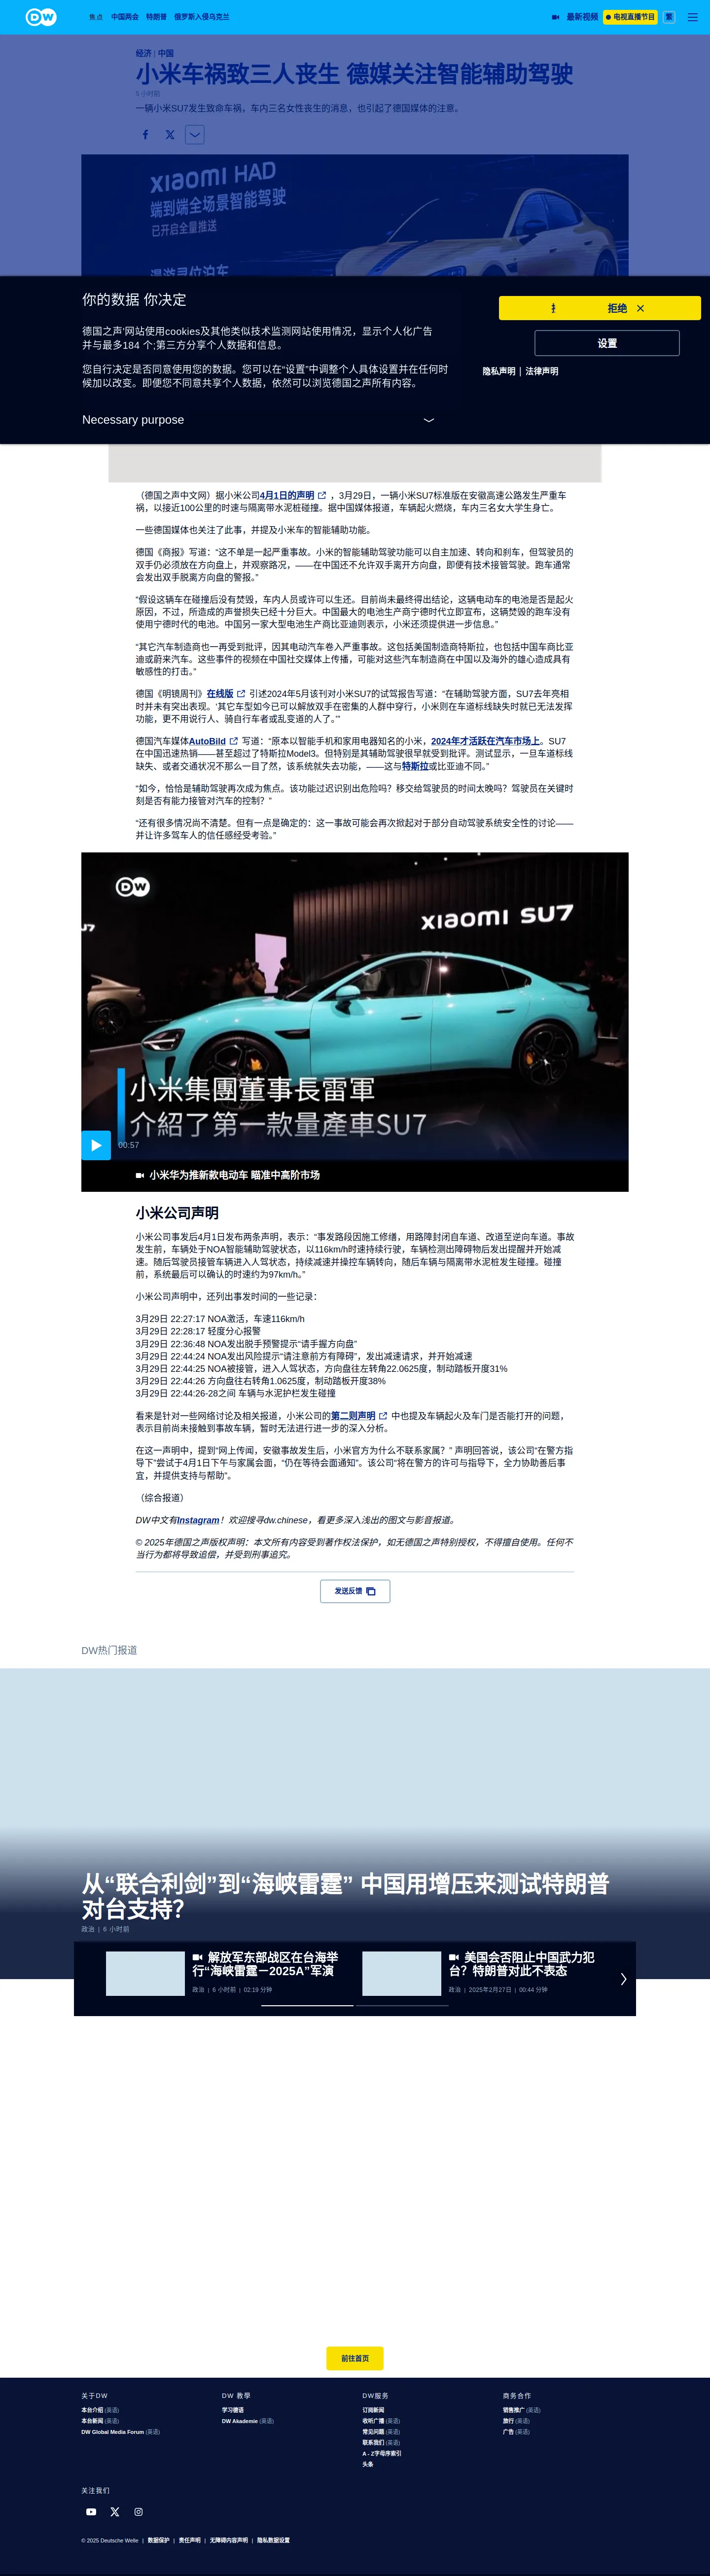 DW
焦点 中国两会 特朗普 俄罗斯入侵乌克兰
最新视频 电视直播节目 繁
经济 | 中国
小米车祸致三人丧生 德媒关注智能辅助驾驶
5 小时前
一辆小米SU7发生致命车祸，车内三名女性丧生的消息，也引起了德国媒体的注意。
xiaomi HAD
端到端全场景智能驾驶
已开启全量推送
漫游寻位泊车
你的数据 你决定
德国之声'网站使用cookies及其他类似技术监测网站使用情况，显示个人化广告
并与最多184 个;第三方分享个人数据和信息。
您自行决定是否同意使用您的数据。您可以在“设置”中调整个人具体设置并在任何时
候加以改变。即便您不同意共享个人数据，依然可以浏览德国之声所有内容。
Necessary purpose
拒绝
设置
隐私声明 | 法律声明
（德国之声中文网）据小米公司4月1日的声明 ，3月29日，一辆小米SU7标准版在安徽高速公路发生严重车
祸，以接近100公里的时速与隔离带水泥桩碰撞。据中国媒体报道，车辆起火燃烧，车内三名女大学生身亡。
一些德国媒体也关注了此事，并提及小米车的智能辅助功能。
德国《商报》写道：“这不单是一起严重事故。小米的智能辅助驾驶功能可以自主加速、转向和刹车，但驾驶员的
双手仍必须放在方向盘上，并观察路况，——在中国还不允许双手离开方向盘，即便有技术接管驾驶。跑车通常
会发出双手脱离方向盘的警报。”
“假设这辆车在碰撞后没有焚毁，车内人员或许可以生还。目前尚未最终得出结论，这辆电动车的电池是否是起火
原因，不过，所造成的声誉损失已经十分巨大。中国最大的电池生产商宁德时代立即宣布，这辆焚毁的跑车没有
使用宁德时代的电池。中国另一家大型电池生产商比亚迪则表示，小米还须提供进一步信息。”
“其它汽车制造商也一再受到批评，因其电动汽车卷入严重事故。这包括美国制造商特斯拉，也包括中国车商比亚
迪或蔚来汽车。这些事件的视频在中国社交媒体上传播，可能对这些汽车制造商在中国以及海外的雄心造成具有
敏感性的打击。”
德国《明镜周刊》在线版 引述2024年5月该刊对小米SU7的试驾报告写道：“在辅助驾驶方面，SU7去年亮相
时并未有突出表现。‘其它车型如今已可以解放双手在密集的人群中穿行，小米则在车道标线缺失时就已无法发挥
功能，更不用说行人、骑自行车者或乱变道的人了。’”
德国汽车媒体AutoBild 写道：“原本以智能手机和家用电器知名的小米，2024年才活跃在汽车市场上。SU7
在中国迅速热销——甚至超过了特斯拉Model3。但特别是其辅助驾驶很早就受到批评。测试显示，一旦车道标线
缺失、或者交通状况不那么一目了然，该系统就失去功能，——这与特斯拉或比亚迪不同。”
“如今，恰恰是辅助驾驶再次成为焦点。该功能过迟识别出危险吗？移交给驾驶员的时间太晚吗？驾驶员在关键时
刻是否有能力接管对汽车的控制？”
“还有很多情况尚不清楚。但有一点是确定的：这一事故可能会再次掀起对于部分自动驾驶系统安全性的讨论——
并让许多驾车人的信任感经受考验。”
DW
xiaomi SU7
小米集團董事長雷軍
介紹了第一款量產車SU7
00:57
小米华为推新款电动车 瞄准中高阶市场
小米公司声明
小米公司事发后4月1日发布两条声明，表示：“事发路段因施工修缮，用路障封闭自车道、改道至逆向车道。事故
发生前，车辆处于NOA智能辅助驾驶状态，以116km/h时速持续行驶，车辆检测出障碍物后发出提醒并开始减
速。随后驾驶员接管车辆进入人驾状态，持续减速并操控车辆转向，随后车辆与隔离带水泥桩发生碰撞。碰撞
前，系统最后可以确认的时速约为97km/h。”
小米公司声明中，还列出事发时间的一些记录：
3月29日 22:27:17 NOA激活，车速116km/h
3月29日 22:28:17 轻度分心报警
3月29日 22:36:48 NOA发出脱手预警提示“请手握方向盘”
3月29日 22:44:24 NOA发出风险提示“请注意前方有障碍”，发出减速请求，并开始减速
3月29日 22:44:25 NOA被接管，进入人驾状态，方向盘往左转角22.0625度，制动踏板开度31%
3月29日 22:44:26 方向盘往右转角1.0625度，制动踏板开度38%
3月29日 22:44:26-28之间 车辆与水泥护栏发生碰撞
看来是针对一些网络讨论及相关报道，小米公司的第二则声明 中也提及车辆起火及车门是否能打开的问题，
表示目前尚未接触到事故车辆，暂时无法进行进一步的深入分析。
在这一声明中，提到“网上传闻，安徽事故发生后，小米官方为什么不联系家属？” 声明回答说，该公司“在警方指
导下”尝试于4月1日下午与家属会面，“仍在等待会面通知”。该公司“将在警方的许可与指导下，全力协助善后事
宜，并提供支持与帮助”。
（综合报道）
DW中文有Instagram！欢迎搜寻dw.chinese，看更多深入浅出的图文与影音报道。
© 2025年德国之声版权声明：本文所有内容受到著作权法保护，如无德国之声特别授权，不得擅自使用。任何不
当行为都将导致追偿，并受到刑事追究。
发送反馈
DW热门报道
从“联合利剑”到“海峡雷霆” 中国用增压来测试特朗普
对台支持？
政治 | 6 小时前
解放军东部战区在台海举
行“海峡雷霆－2025A”军演
政治 | 6 小时前 | 02:19 分钟
美国会否阻止中国武力犯
台？特朗普对此不表态
政治 | 2025年2月27日 | 00:44 分钟
前往首页
关于DW
本台介绍 (英语)
本台新闻 (英语)
DW Global Media Forum (英语)
DW 教学
学习德语
DW Akademie (英语)
DW服务
订阅新闻
收听广播 (英语)
常见问题 (英语)
联系我们 (英语)
A - Z字母序索引
头条
商务合作
销售推广 (英语)
旅行 (英语)
广告 (英语)
关注我们
© 2025 Deutsche Welle | 数据保护 | 责任声明 | 无障碍内容声明 | 隐私数据设置